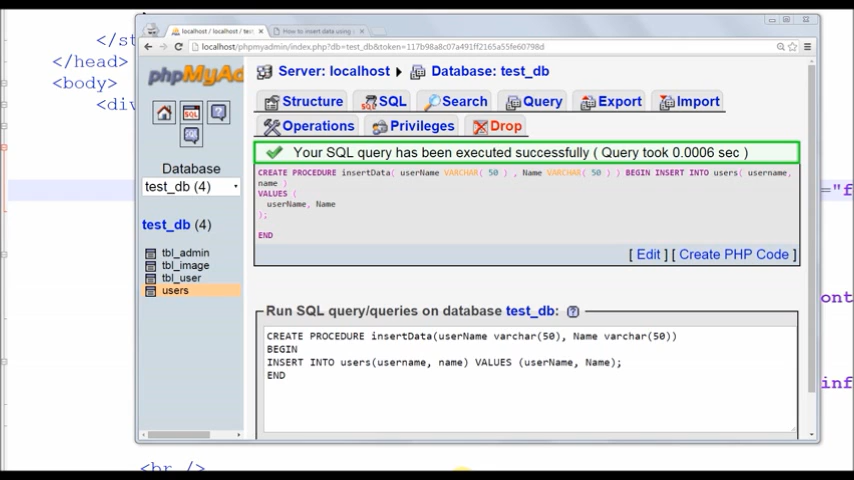 </st
</head>
<body>
<div
<br />
="f
ont
inf
localhost / localhost / tes
How to insert data using
localhost/phpmyadmin/index.php?db=test_db&token=117b98a8c07a491ff2165a55fe60798d
phpMyAd
Server: localhost
Database: test_db
Structure
SQL
Search
Query
Export
Import
Operations
Privileges
Drop
Your SQL query has been executed successfully ( Query took 0.0006 sec )
CREATE PROCEDURE insertData( userName VARCHAR( 50 ) , Name VARCHAR( 50 ) ) BEGIN INSERT INTO users( username,
name )
VALUES (
userName, Name
);
END
[ Edit ] [ Create PHP Code ]
Database
test_db (4)
test_db (4)
tbl_admin
tbl_image
tbl_user
users
Run SQL query/queries on database test_db:
CREATE PROCEDURE insertData(userName varchar(50), Name varchar(50))
BEGIN
INSERT INTO users(username, name) VALUES (userName, Name);
END